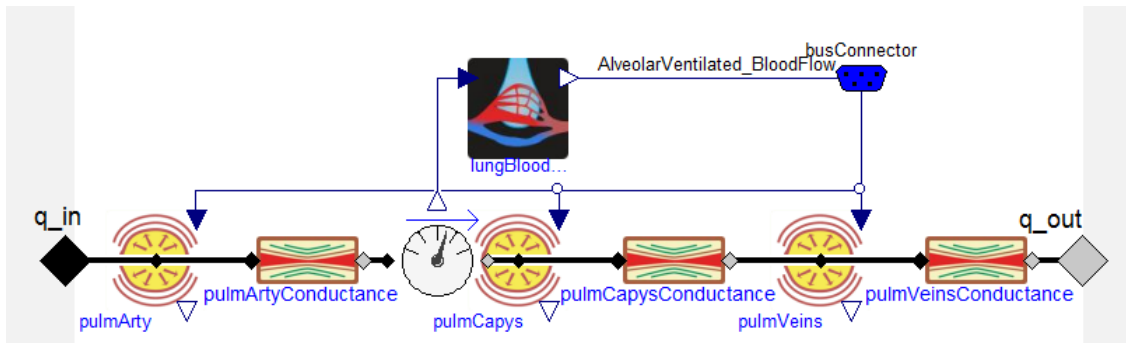 busConnector
AlveolarVentilated_BloodFlow
lungBlood...
q_in
q_out
pulmArtyConductance
pulmCapysConductance
pulmVeinsConductance
pulmArty
pulmCapys
pulmVeins